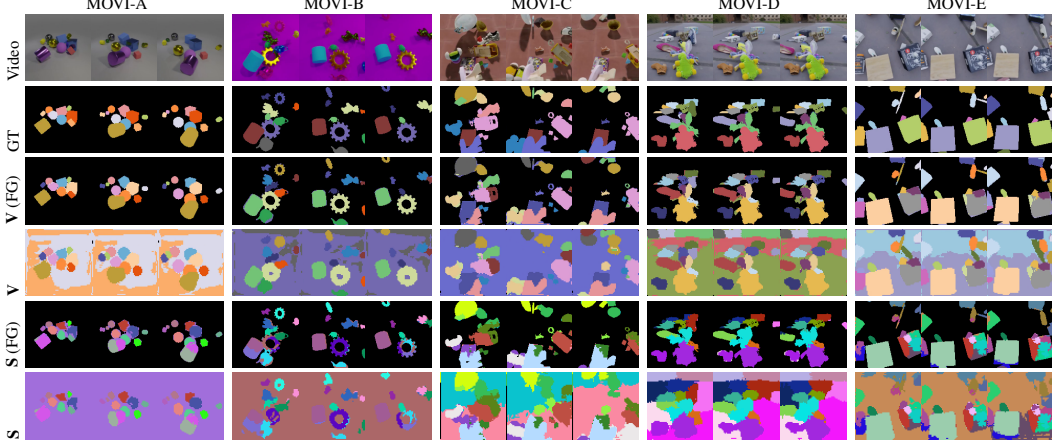 MOVI-A MOVI-B MOVI-C MOVI-D MOVI-E
Video
GT
V (FG)
V
S (FG)
S